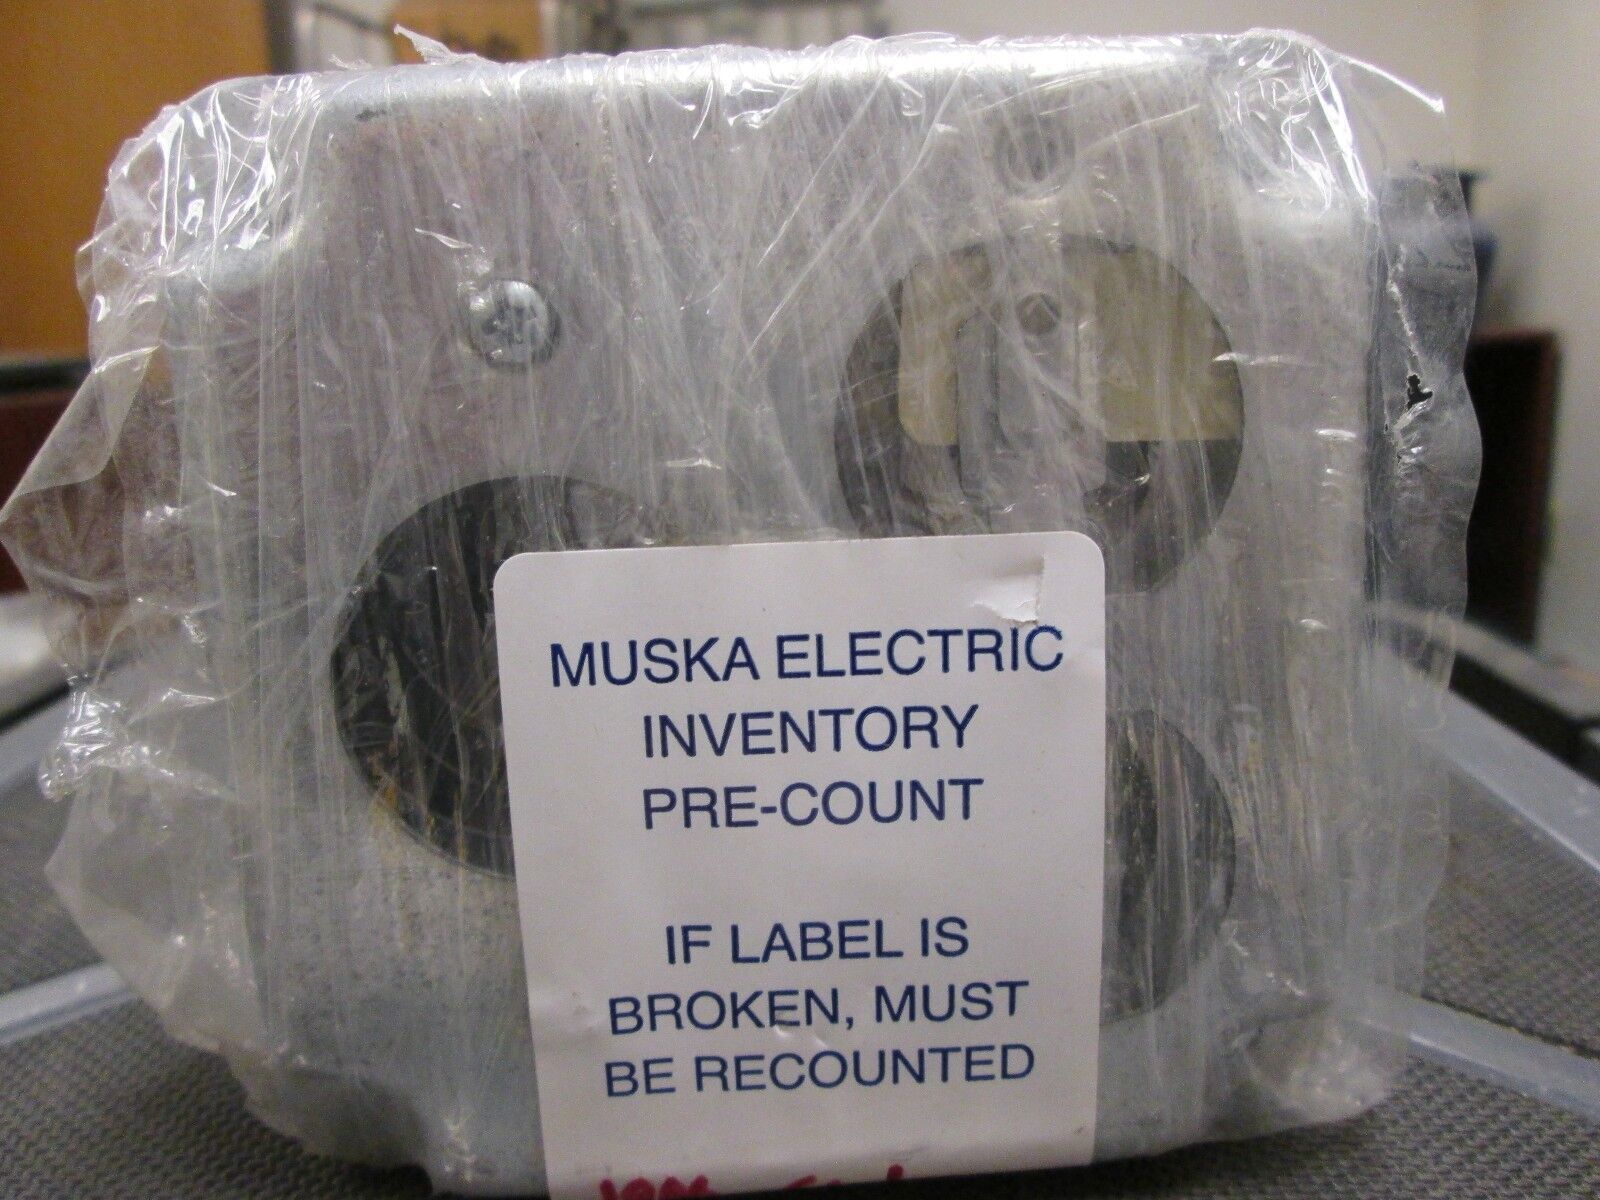 MUSKA ELECTRIC
INVENTORY
PRE-COUNT
IF LABEL IS
BROKEN, MUST
BE RECOUNTED